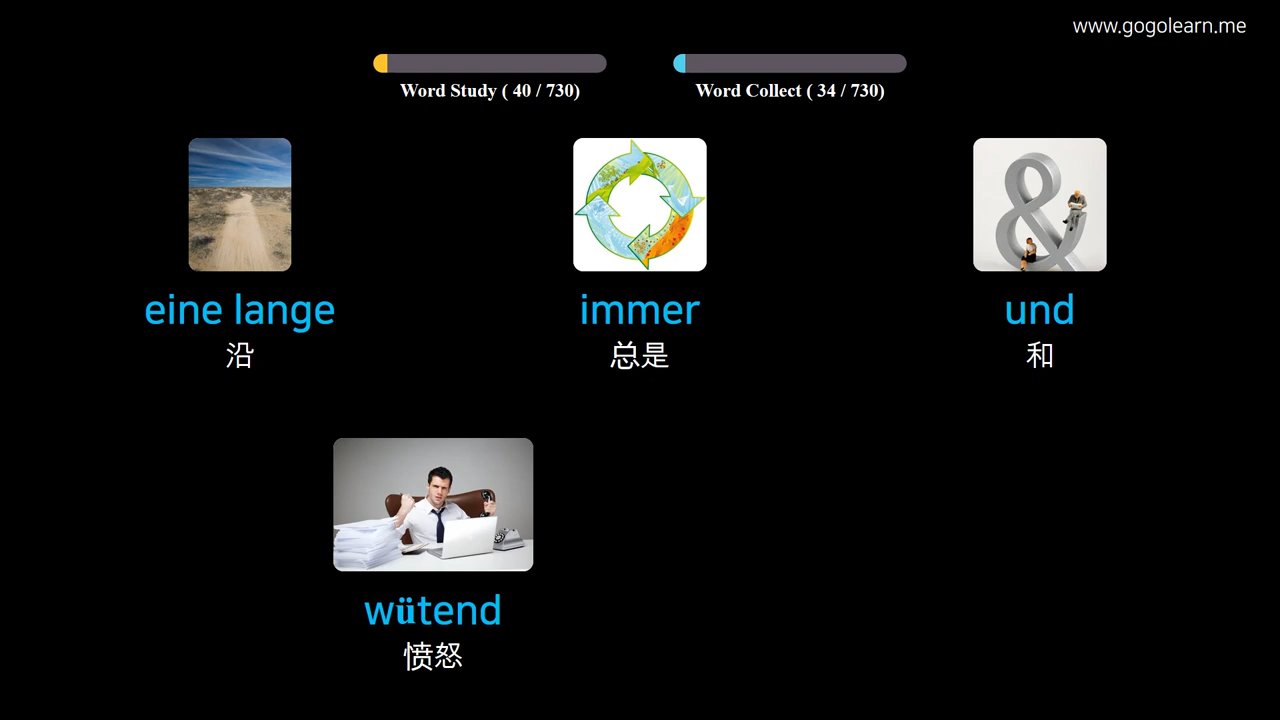 www.gogolearn.me
Word Study ( 40 / 730)
Word Collect ( 34 / 730)
eine lange
沿
immer
总是
und
和
wütend
愤怒